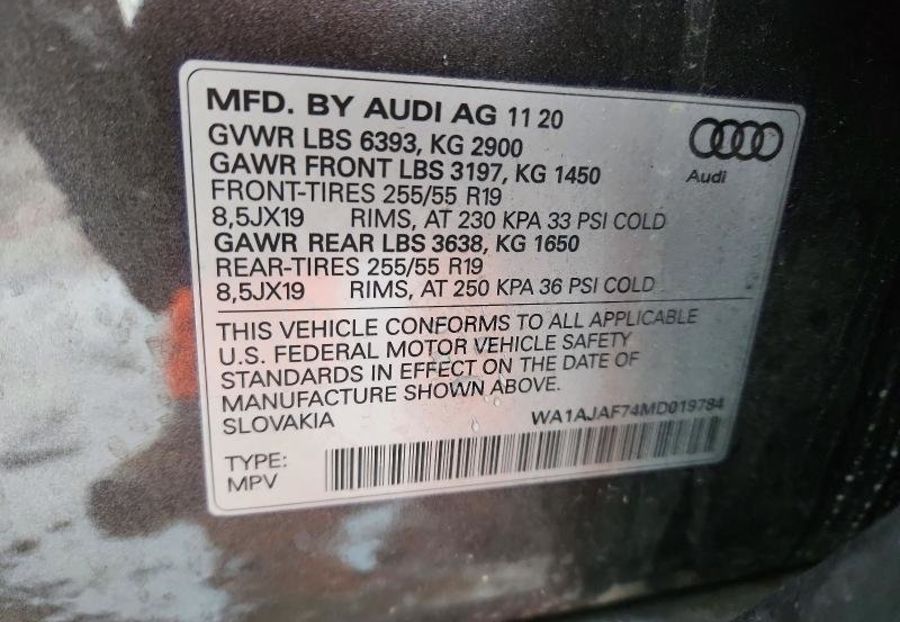 MFD. BY AUDI AG 11 20
GVWR LBS 6393, KG 2900
GAWR FRONT LBS 3197, KG 1450
FRONT-TIRES 255/55 R19
8,5JX19 RIMS, AT 230 KPA 33 PSI COLD
GAWR REAR LBS 3638, KG 1650
REAR-TIRES 255/55 R19
8,5JX19 RIMS, AT 250 KPA 36 PSI COLD
Audi
THIS VEHICLE CONFORMS TO ALL APPLICABLE
U.S. FEDERAL MOTOR VEHICLE SAFETY
STANDARDS IN EFFECT ON THE DATE OF
MANUFACTURE SHOWN ABOVE.
SLOVAKIA WA1AJAF74MD019784
TYPE:
MPV